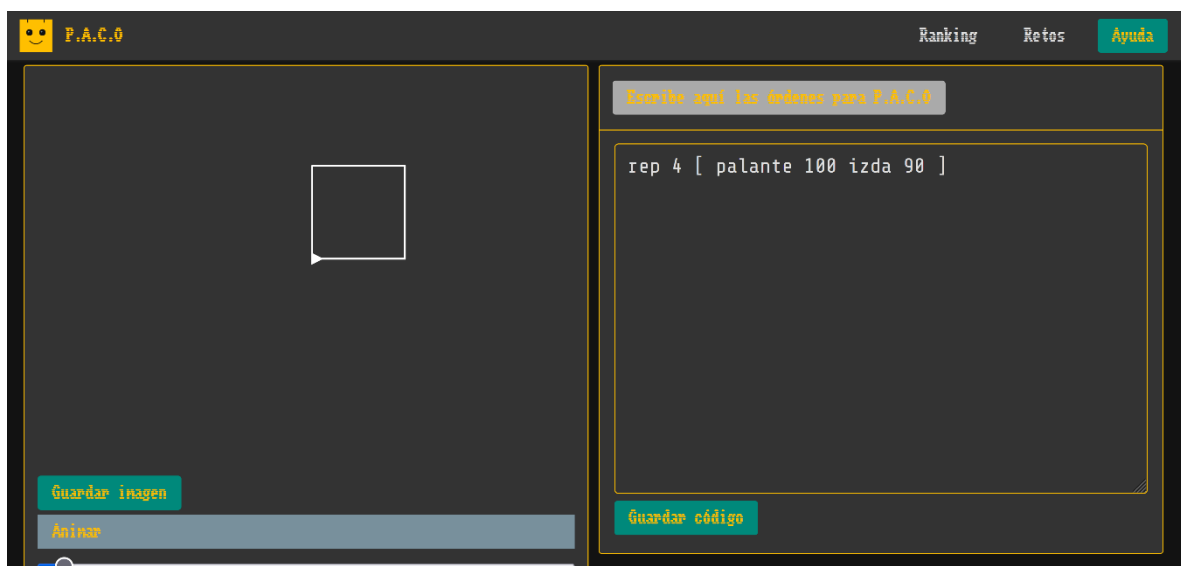 P.A.C.O
Ranking
Retos
Ayuda
Escribe aquí las órdenes para P.A.C.O
rep 4 [ palante 100 izda 90 ]
Guardar imagen
Animar
Guardar código